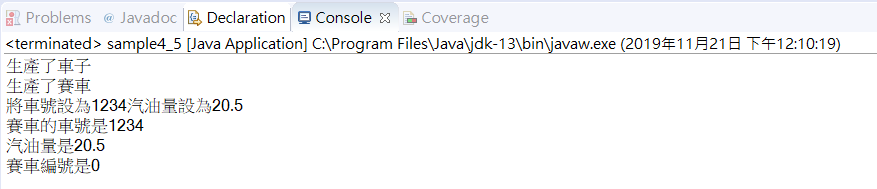 Problems @ Javadoc Declaration Console Coverage
<terminated> sample4_5 [Java Application] C:\Program Files\Java\jdk-13\bin\javaw.exe (2019年11月21日 下午12:10:19)
生產了車子
生產了賽車
將車號設為1234汽油量設為20.5
賽車的車號是1234
汽油量是20.5
賽車編號是0